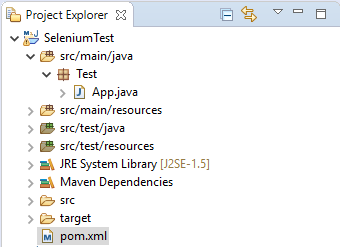 Project Explorer
SeleniumTest
src/main/java
Test
App.java
src/main/resources
src/test/java
src/test/resources
JRE System Library [J2SE-1.5]
Maven Dependencies
src
target
pom.xml